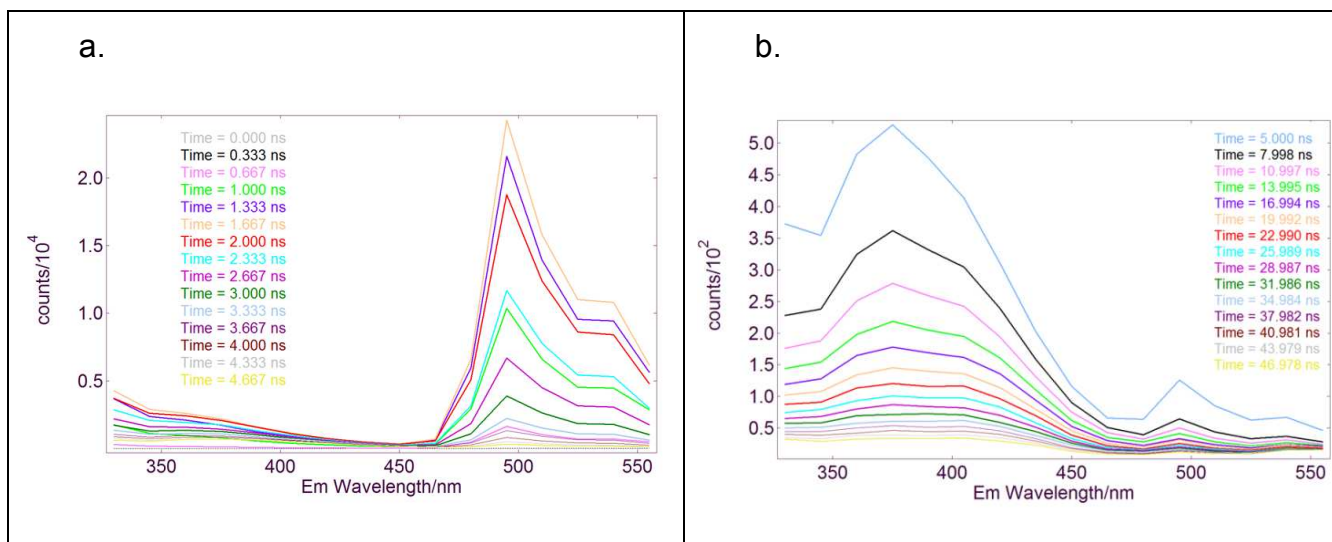 a.
counts/10⁴
2.0
1.5
1.0
0.5
Time = 0.000 ns
Time = 0.333 ns
Time = 0.667 ns
Time = 1.000 ns
Time = 1.333 ns
Time = 1.667 ns
Time = 2.000 ns
Time = 2.333 ns
Time = 2.667 ns
Time = 3.000 ns
Time = 3.333 ns
Time = 3.667 ns
Time = 4.000 ns
Time = 4.333 ns
Time = 4.667 ns
350 400 450 500 550
Em Wavelength/nm
b.
counts/10²
5.0
4.5
4.0
3.5
3.0
2.5
2.0
1.5
1.0
0.5
Time = 5.000 ns
Time = 7.998 ns
Time = 10.997 ns
Time = 13.995 ns
Time = 16.994 ns
Time = 19.992 ns
Time = 22.990 ns
Time = 25.989 ns
Time = 28.987 ns
Time = 31.986 ns
Time = 34.984 ns
Time = 37.982 ns
Time = 40.981 ns
Time = 43.979 ns
Time = 46.978 ns
350 400 450 500 550
Em Wavelength/nm